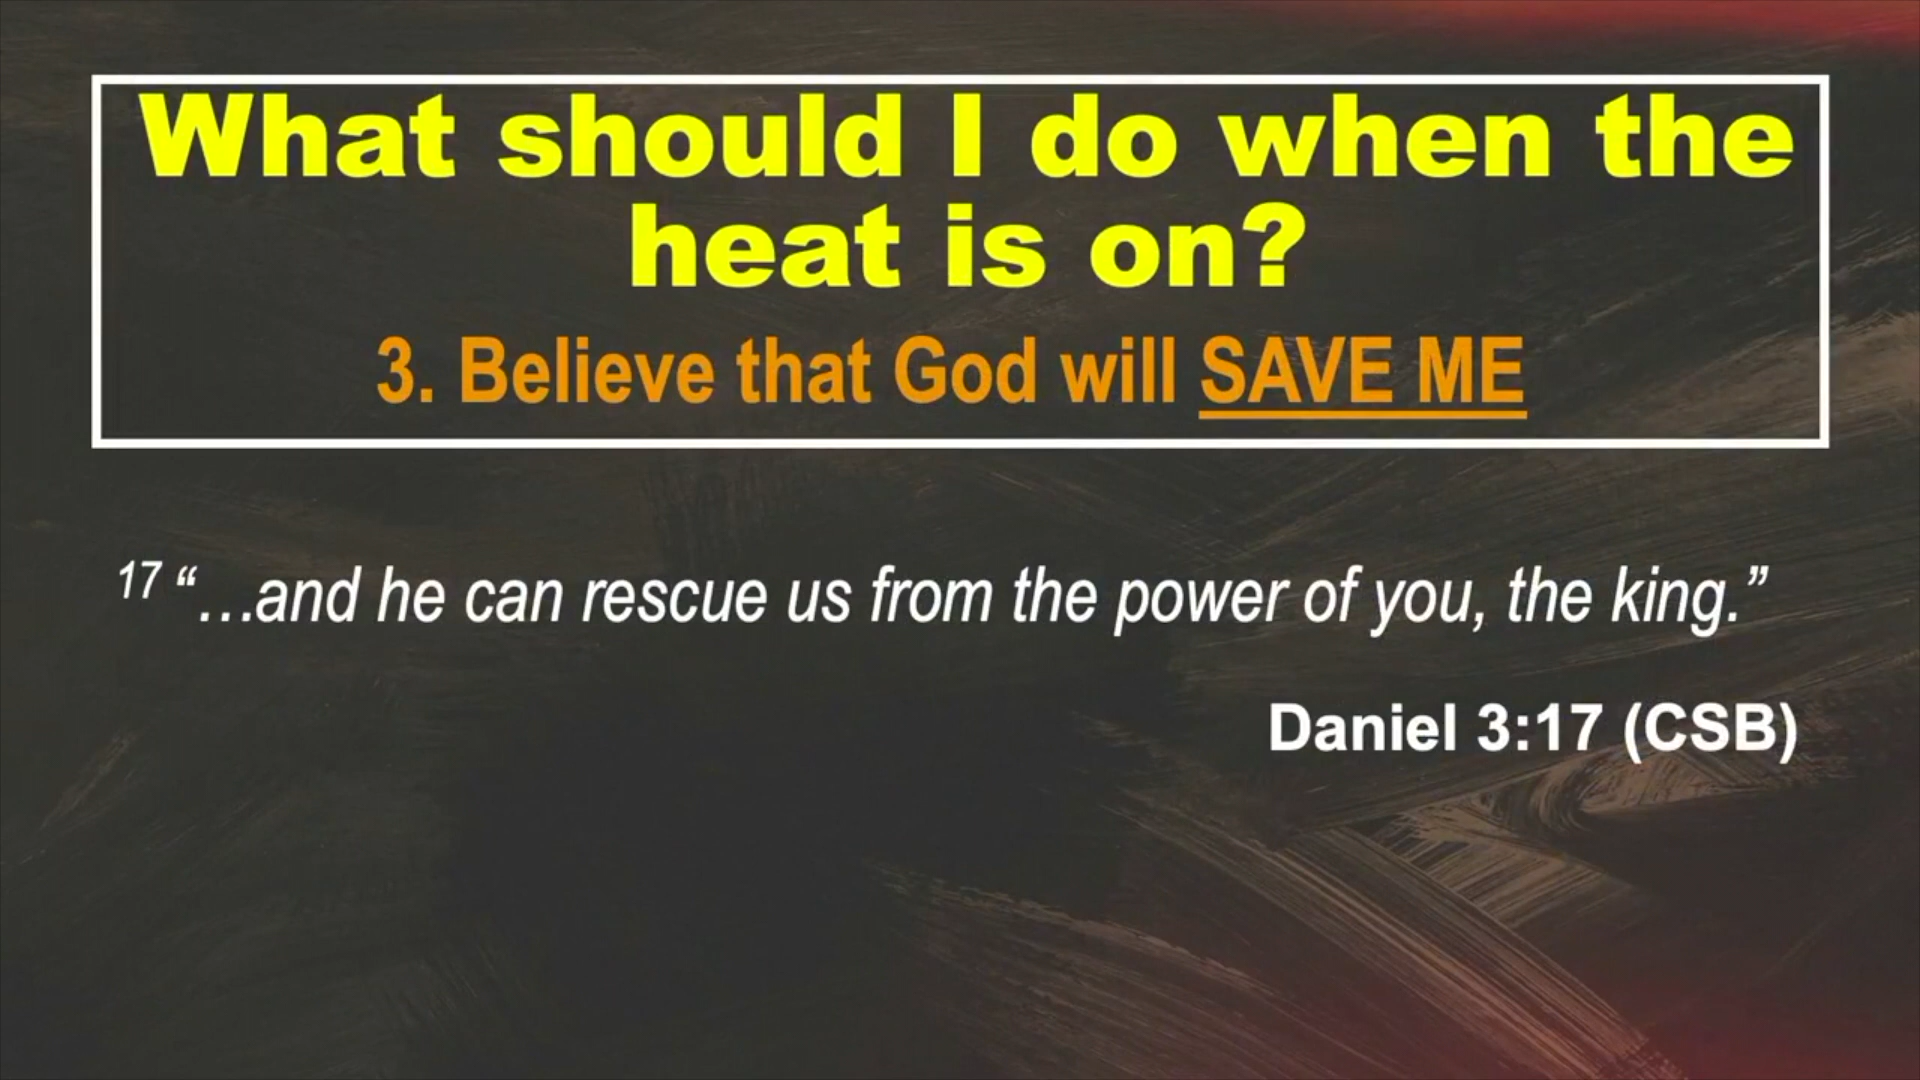 What should I do when the
heat is on?
3. Believe that God will SAVE ME
17 “…and he can rescue us from the power of you, the king.”
Daniel 3:17 (CSB)